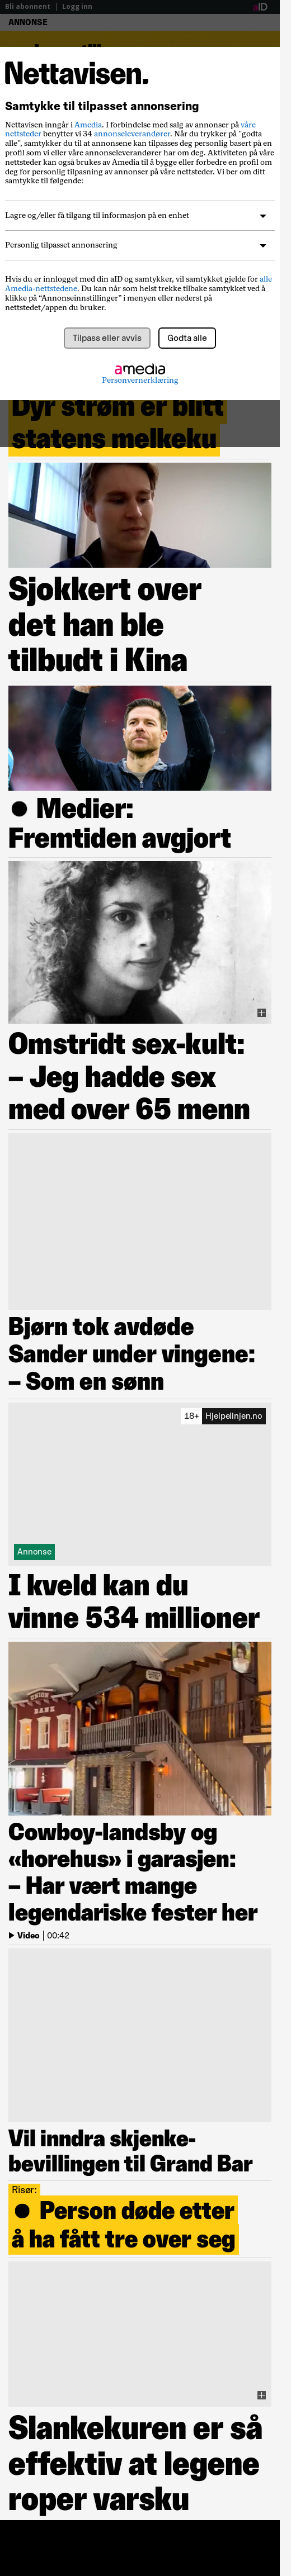 Bli abonnent | Logg inn
aID
ANNONSE
Nettavisen.
Samtykke til tilpasset annonsering
Nettavisen inngår i Amedia. I forbindelse med salg av annonser på våre
nettsteder benytter vi 34 annonseleverandører. Når du trykker på "godta
alle", samtykker du til at annonsene kan tilpasses deg personlig basert på en
profil som vi eller våre annonseleverandører har om deg. Aktiviteten på våre
nettsteder kan også brukes av Amedia til å bygge eller forbedre en profil om
deg for personlig tilpasning av annonser på våre nettsteder. Vi ber om ditt
samtykke til følgende:
Lagre og/eller få tilgang til informasjon på en enhet
Personlig tilpasset annonsering
Hvis du er innlogget med din aID og samtykker, vil samtykket gjelde for alle
Amedia-nettstedene. Du kan når som helst trekke tilbake samtykket ved å
klikke på “Annonseinnstillinger” i menyen eller nederst på
nettstedet/appen du bruker.
Tilpass eller avvis
Godta alle
amedia
Personvernerklæring
Dyr strøm er blitt
statens melkeku
Sjokkert over
det han ble
tilbudt i Kina
● Medier:
Fremtiden avgjort
Omstridt sex-kult:
– Jeg hadde sex
med over 65 menn
Bjørn tok avdøde
Sander under vingene:
– Som en sønn
18+ Hjelpelinjen.no
Annonse
I kveld kan du
vinne 534 millioner
UNION
BANK
Cowboy-landsby og
«horehus» i garasjen:
– Har vært mange
legendariske fester her
Video | 00:42
Vil inndra skjenke-
bevillingen til Grand Bar
Risør:
● Person døde etter
å ha fått tre over seg
Slankekuren er så
effektiv at legene
roper varsku